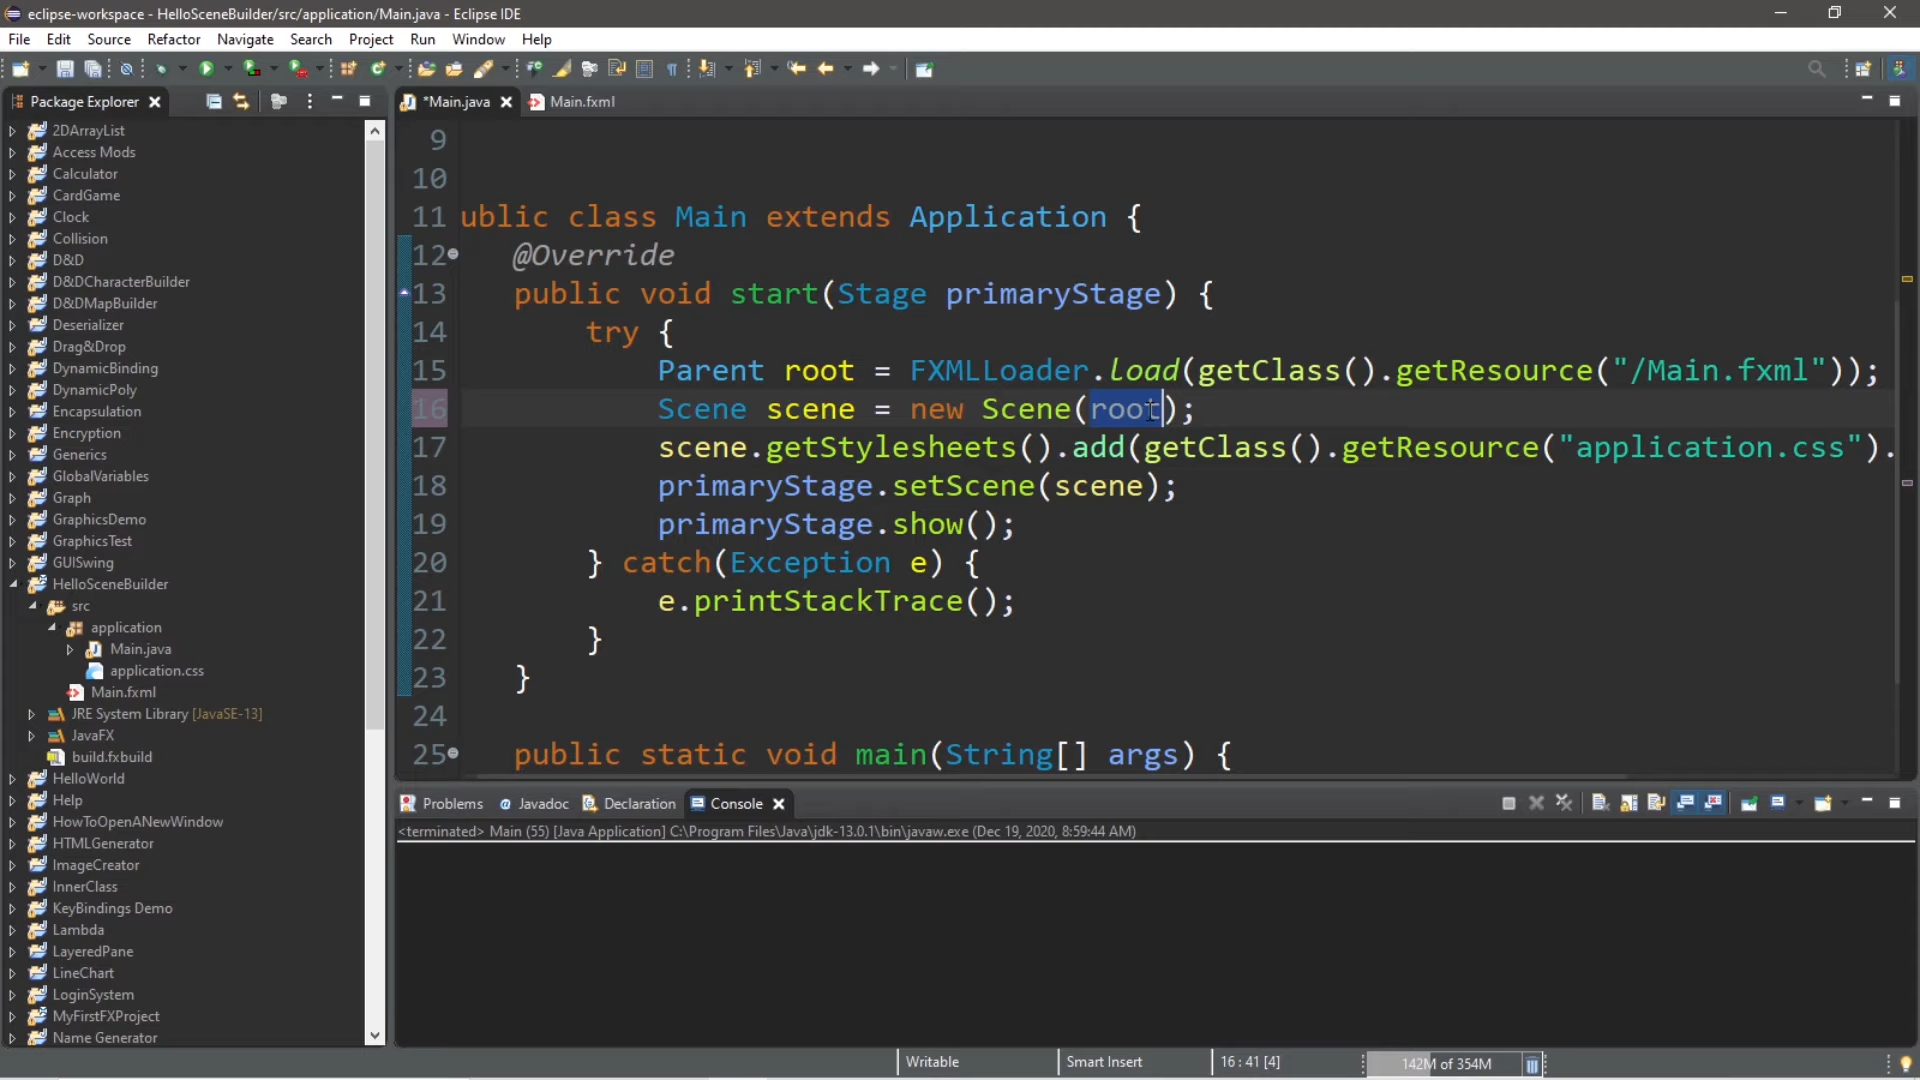 eclipse-workspace - HelloSceneBuilder/src/application/Main.java - Eclipse IDE
File Edit Source Refactor Navigate Search Project Run Window Help
Package Explorer
*Main.java
Main.fxml
2DArrayList
Access Mods
Calculator
CardGame
Clock
Collision
D&D
D&DCharacterBuilder
D&DMapBuilder
Deserializer
Drag&Drop
DynamicBinding
DynamicPoly
Encapsulation
Encryption
Generics
GlobalVariables
Graph
GraphicsDemo
GraphicsTest
GUISwing
HelloSceneBuilder
src
application
Main.java
application.css
Main.fxml
JRE System Library [JavaSE-13]
JavaFX
build.fxbuild
HelloWorld
Help
HowToOpenANewWindow
HTMLGenerator
ImageCreator
InnerClass
KeyBindings Demo
Lambda
LayeredPane
LineChart
LoginSystem
MyFirstFXProject
Name Generator
9
10
11 ublic class Main extends Application {
12 @Override
13 public void start(Stage primaryStage) {
14 try {
15 Parent root = FXMLLoader.load(getClass().getResource("/Main.fxml"));
16 Scene scene = new Scene(root);
17 scene.getStylesheets().add(getClass().getResource("application.css").
18 primaryStage.setScene(scene);
19 primaryStage.show();
20 } catch(Exception e) {
21 e.printStackTrace();
22 }
23 }
24
25 public static void main(String[] args) {
Problems @ Javadoc Declaration Console
<terminated> Main (55) [Java Application] C:\Program Files\Java\jdk-13.0.1\bin\javaw.exe (Dec 19, 2020, 8:59:44 AM)
Writable Smart Insert 16 : 41 [4] 142M of 354M